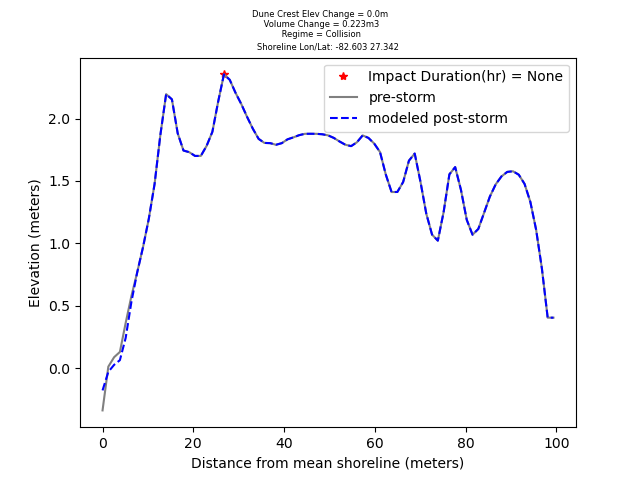 Dune Crest Elev Change = 0.0m
Volume Change = 0.223m3
Regime = Collision
Shoreline Lon/Lat: -82.603 27.342
Impact Duration(hr) = None
pre-storm
modeled post-storm
Elevation (meters)
2.0
1.5
1.0
0.5
0.0
0 20 40 60 80 100
Distance from mean shoreline (meters)